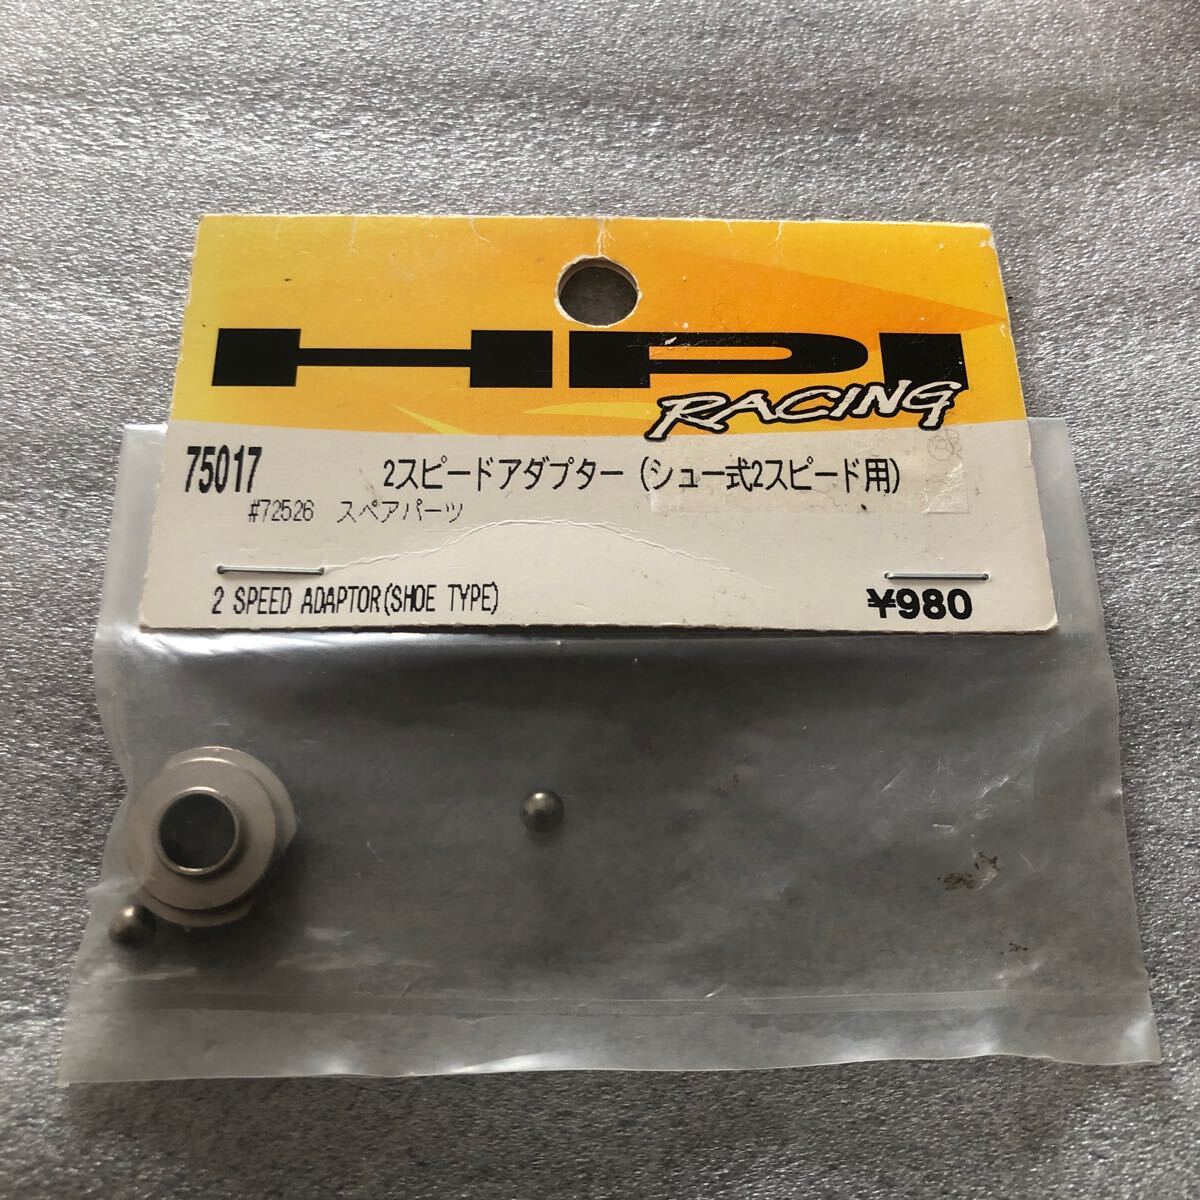 HPI
RACING
75017 2スピードアダプター (シュー式2スピード用)
#72526 スペアパーツ
2 SPEED ADAPTOR(SHOE TYPE)
¥980